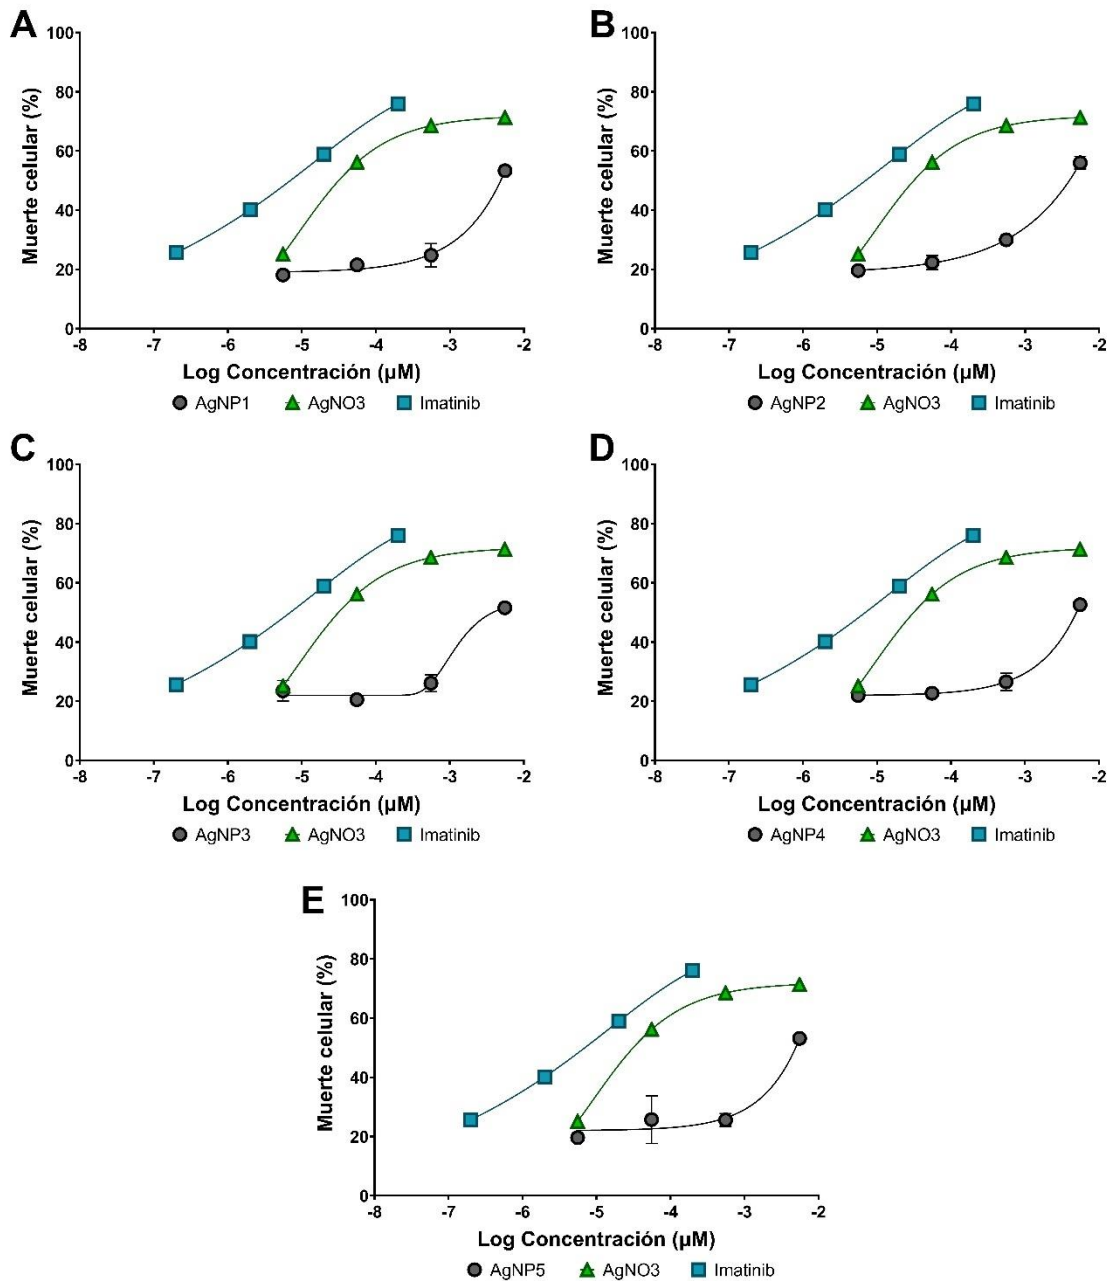 A
Muerte celular (%)
100
80
60
40
20
0
-8 -7 -6 -5 -4 -3 -2
Log Concentración (µM)
AgNP1 AgNO3 Imatinib
B
Muerte celular (%)
100
80
60
40
20
0
-8 -7 -6 -5 -4 -3 -2
Log Concentración (µM)
AgNP2 AgNO3 Imatinib
C
Muerte celular (%)
100
80
60
40
20
0
-8 -7 -6 -5 -4 -3 -2
Log Concentración (µM)
AgNP3 AgNO3 Imatinib
D
Muerte celular (%)
100
80
60
40
20
0
-8 -7 -6 -5 -4 -3 -2
Log Concentración (µM)
AgNP4 AgNO3 Imatinib
E
Muerte celular (%)
100
80
60
40
20
0
-8 -7 -6 -5 -4 -3 -2
Log Concentración (µM)
AgNP5 AgNO3 Imatinib